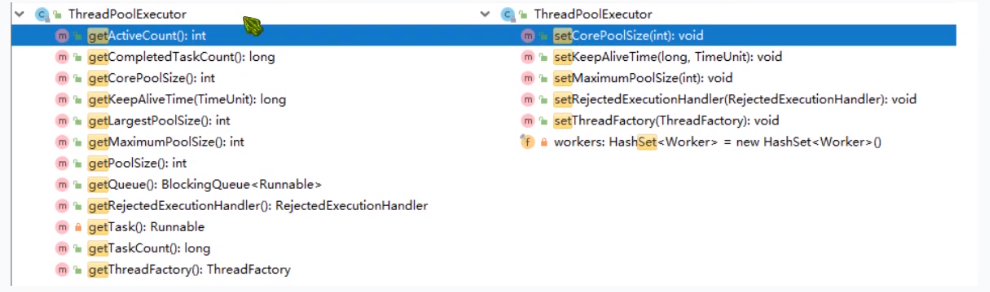 ThreadPoolExecutor
getActiveCount(): int
getCompletedTaskCount(): long
getCorePoolSize(): int
getKeepAliveTime(TimeUnit): long
getLargestPoolSize(): int
getMaximumPoolSize(): int
getPoolSize(): int
getQueue(): BlockingQueue<Runnable>
getRejectedExecutionHandler(): RejectedExecutionHandler
getTask(): Runnable
getTaskCount(): long
getThreadFactory(): ThreadFactory
ThreadPoolExecutor
setCorePoolSize(int): void
setKeepAliveTime(long, TimeUnit): void
setMaximumPoolSize(int): void
setRejectedExecutionHandler(RejectedExecutionHandler): void
setThreadFactory(ThreadFactory): void
workers: HashSet<Worker> = new HashSet<Worker>()